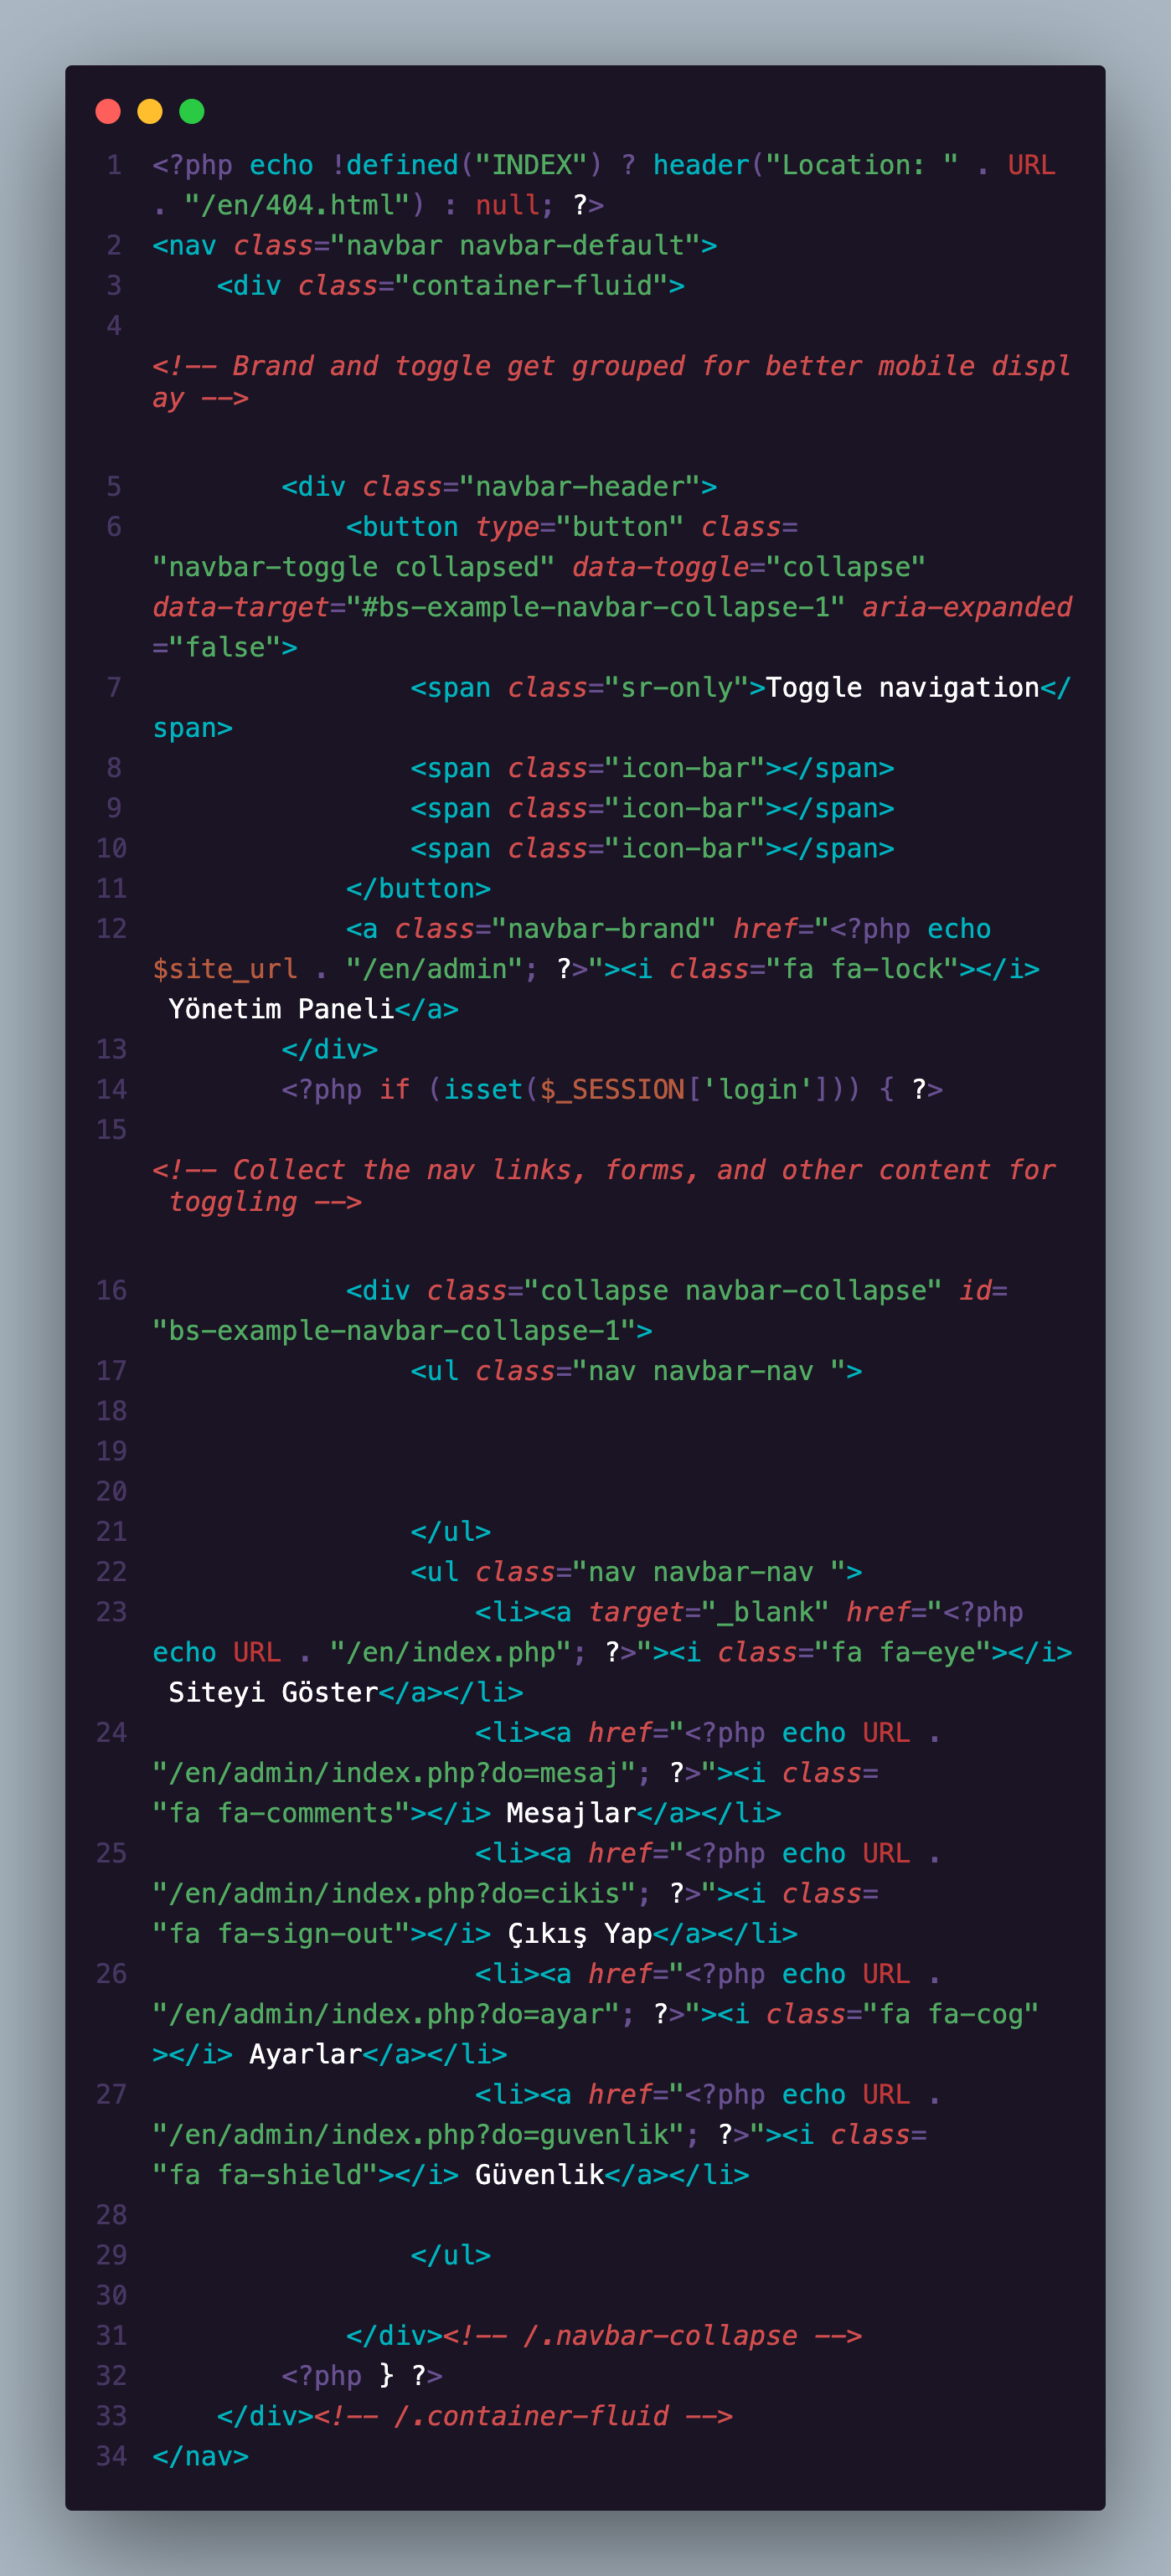 1 <?php echo !defined("INDEX") ? header("Location: " . URL
. "/en/404.html") : null; ?>
2 <nav class="navbar navbar-default">
3     <div class="container-fluid">
4
<!-- Brand and toggle get grouped for better mobile displ
ay -->
5         <div class="navbar-header">
6             <button type="button" class=
"navbar-toggle collapsed" data-toggle="collapse"
data-target="#bs-example-navbar-collapse-1" aria-expanded
="false">
7                 <span class="sr-only">Toggle navigation</
span>
8                 <span class="icon-bar"></span>
9                 <span class="icon-bar"></span>
10                 <span class="icon-bar"></span>
11             </button>
12             <a class="navbar-brand" href="<?php echo
$site_url . "/en/admin"; ?>"><i class="fa fa-lock"></i>
 Yönetim Paneli</a>
13         </div>
14         <?php if (isset($_SESSION['login'])) { ?>
15
<!-- Collect the nav links, forms, and other content for
 toggling -->
16             <div class="collapse navbar-collapse" id=
"bs-example-navbar-collapse-1">
17                 <ul class="nav navbar-nav ">
18
19
20
21                 </ul>
22                 <ul class="nav navbar-nav ">
23                     <li><a target="_blank" href="<?php
echo URL . "/en/index.php"; ?>"><i class="fa fa-eye"></i>
 Siteyi Göster</a></li>
24                     <li><a href="<?php echo URL .
"/en/admin/index.php?do=mesaj"; ?>"><i class=
"fa fa-comments"></i> Mesajlar</a></li>
25                     <li><a href="<?php echo URL .
"/en/admin/index.php?do=cikis"; ?>"><i class=
"fa fa-sign-out"></i> Çıkış Yap</a></li>
26                     <li><a href="<?php echo URL .
"/en/admin/index.php?do=ayar"; ?>"><i class="fa fa-cog"
></i> Ayarlar</a></li>
27                     <li><a href="<?php echo URL .
"/en/admin/index.php?do=guvenlik"; ?>"><i class=
"fa fa-shield"></i> Güvenlik</a></li>
28
29                 </ul>
30
31             </div><!-- /.navbar-collapse -->
32         <?php } ?>
33     </div><!-- /.container-fluid -->
34 </nav>